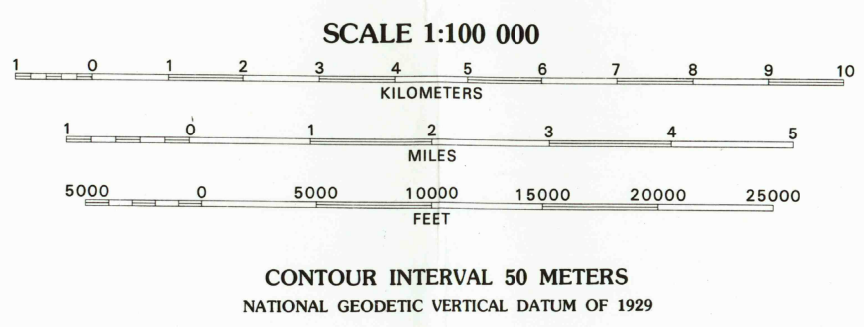 SCALE 1:100 000
1 0 1 2 3 4 5 6 7 8 9 10
KILOMETERS
1 0 1 2 3 4 5
MILES
5000 0 5000 10000 15000 20000 25000
FEET
CONTOUR INTERVAL 50 METERS
NATIONAL GEODETIC VERTICAL DATUM OF 1929